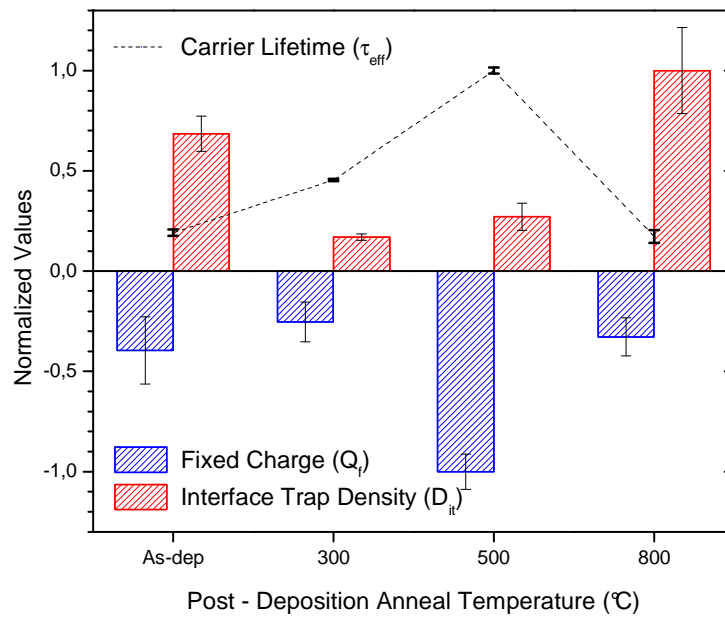 Carrier Lifetime (τeff)
1,0
0,5
0,0
-0,5
-1,0
Normalized Values
Fixed Charge (Qf)
Interface Trap Density (Dit)
As-dep 300 500 800
Post - Deposition Anneal Temperature (°C)